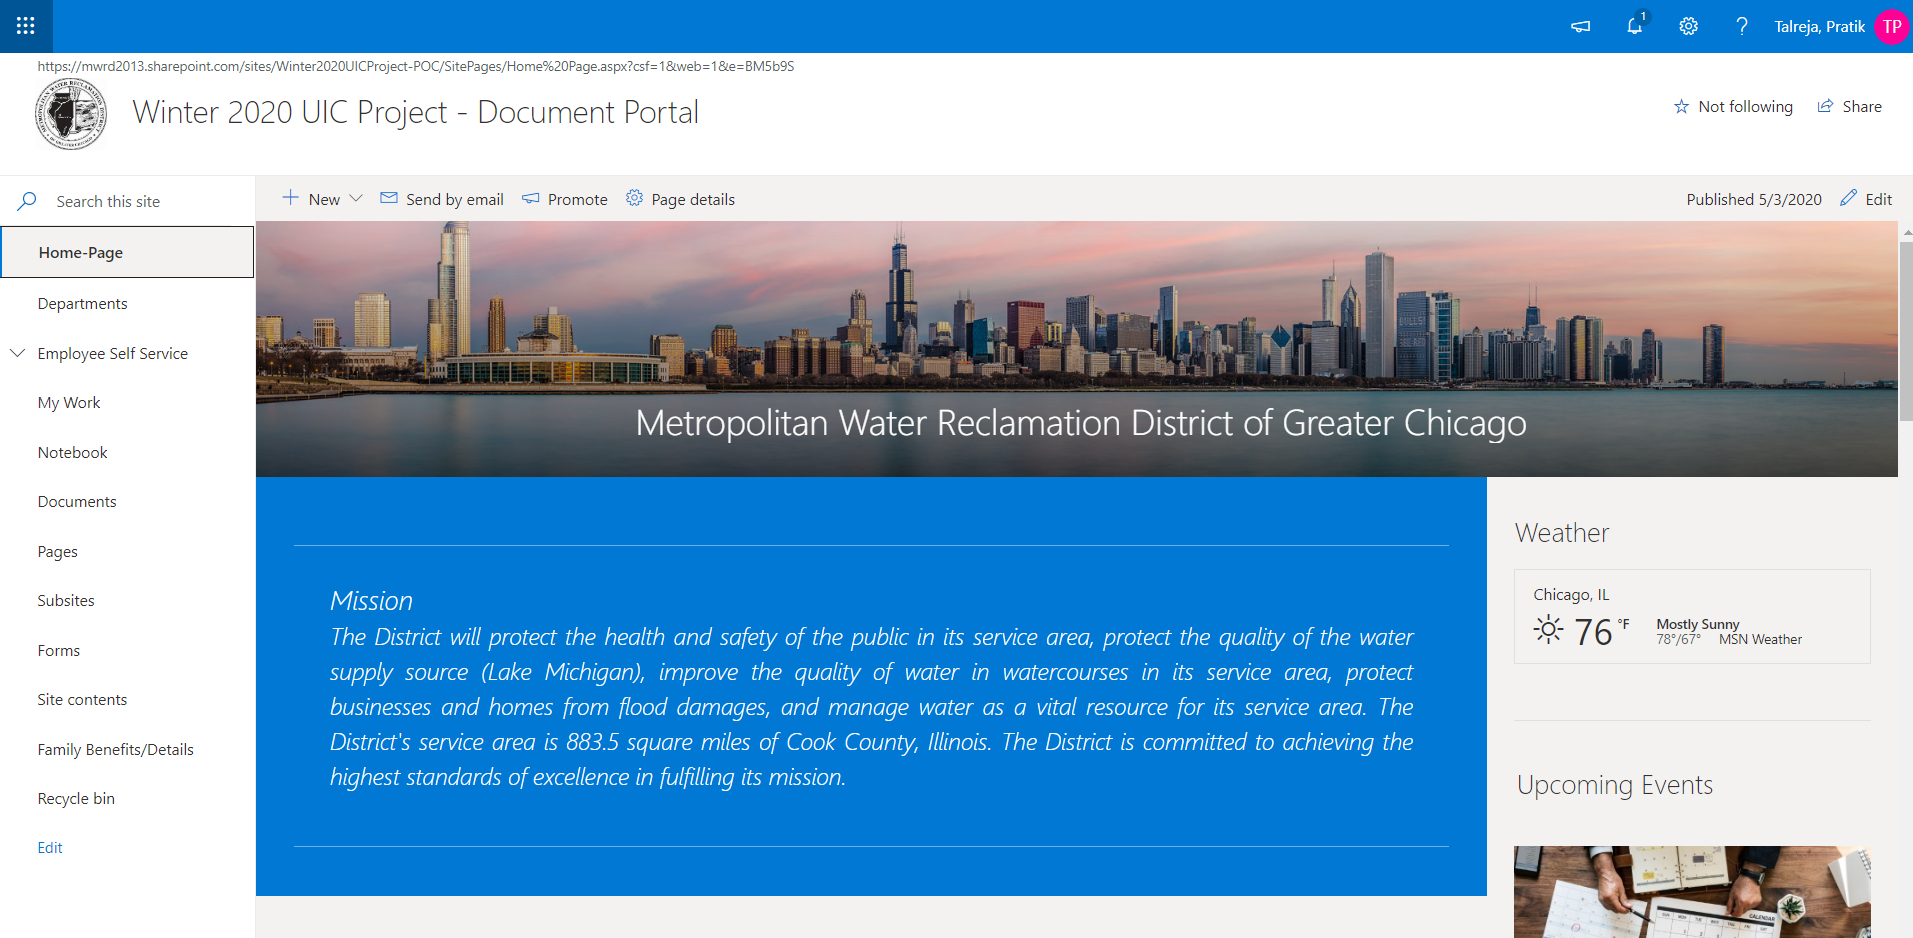 1
Talreja, Pratik
TP
https://mwrd2013.sharepoint.com/sites/Winter2020UICProject-POC/SitePages/Home%20Page.aspx?csf=1&web=1&e=BM5b9S
Winter 2020 UIC Project - Document Portal
Not following
Share
Search this site
New
Send by email
Promote
Page details
Published 5/3/2020
Edit
Home-Page
Departments
Employee Self Service
My Work
Notebook
Documents
Pages
Subsites
Forms
Site contents
Family Benefits/Details
Recycle bin
Edit
Metropolitan Water Reclamation District of Greater Chicago
Mission
The District will protect the health and safety of the public in its service area, protect the quality of the water
supply source (Lake Michigan), improve the quality of water in watercourses in its service area, protect
businesses and homes from flood damages, and manage water as a vital resource for its service area. The
District's service area is 883.5 square miles of Cook County, Illinois. The District is committed to achieving the
highest standards of excellence in fulfilling its mission.
Weather
Chicago, IL
76 °F
Mostly Sunny
78°/67° MSN Weather
Upcoming Events
CALENDAR